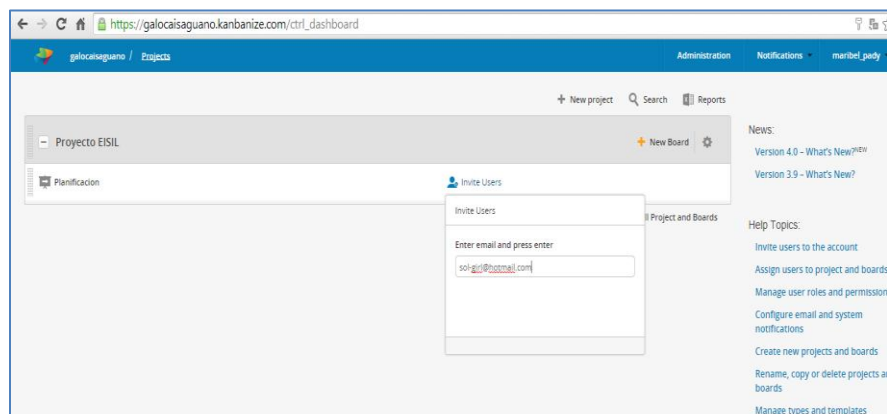 https://galocaisaguano.kanbanize.com/ctrl_dashboard
galocaisaguano / Projects
Administration
Notifications
maribel_pady
+ New project
Search
Reports
Proyecto EISIL
+ New Board
Planificacion
Invite Users
Invite Users
Enter email and press enter
sol-girl@hotmail.com
ll Project and Boards
News:
Version 4.0 – What's New?NEW
Version 3.9 – What's New?
Help Topics:
Invite users to the account
Assign users to project and boards
Manage user roles and permission
Configure email and system
notifications
Create new projects and boards
Rename, copy or delete projects a
boards
Manage types and templates